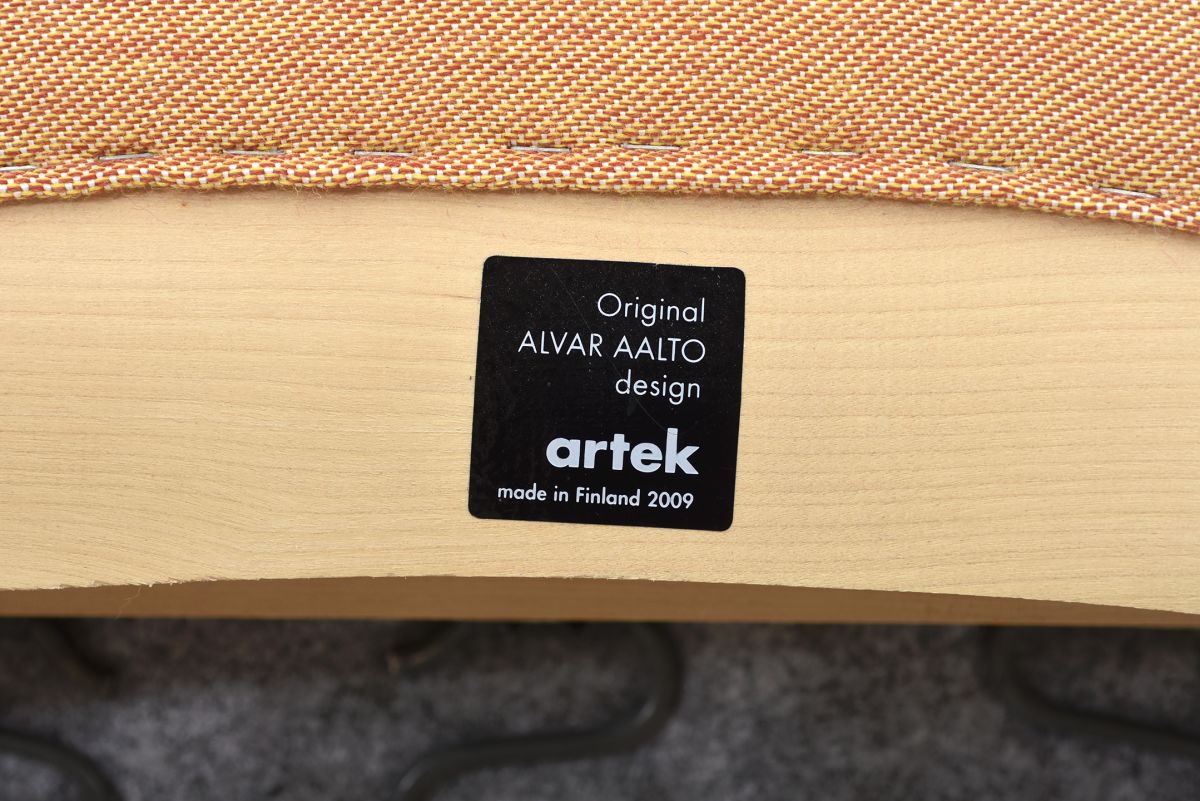 Original
ALVAR AALTO
design
artek
made in Finland 2009